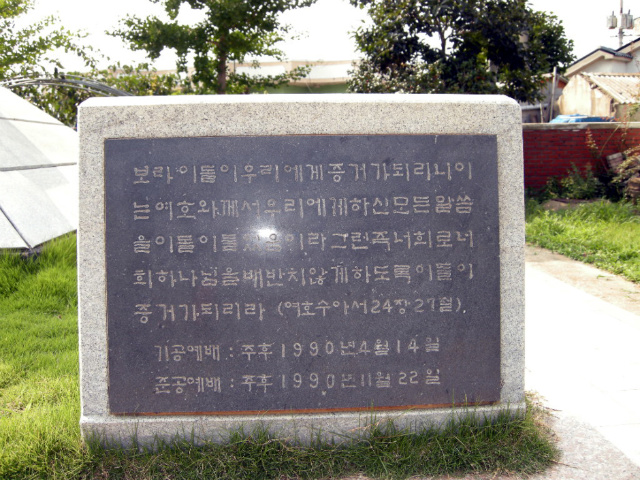 보라이돌이우리에게증거가되리니이
는여호와께서우리에게하신모든말씀
을이돌이들음이라그런즉너희로너
희하나님을배반치않게하도록이돌이
증거가되리라 (여호수아서24장27절).
기공예배 : 주후 1990년 4월 14일
준공예배 : 주후 1990년 11월 22일